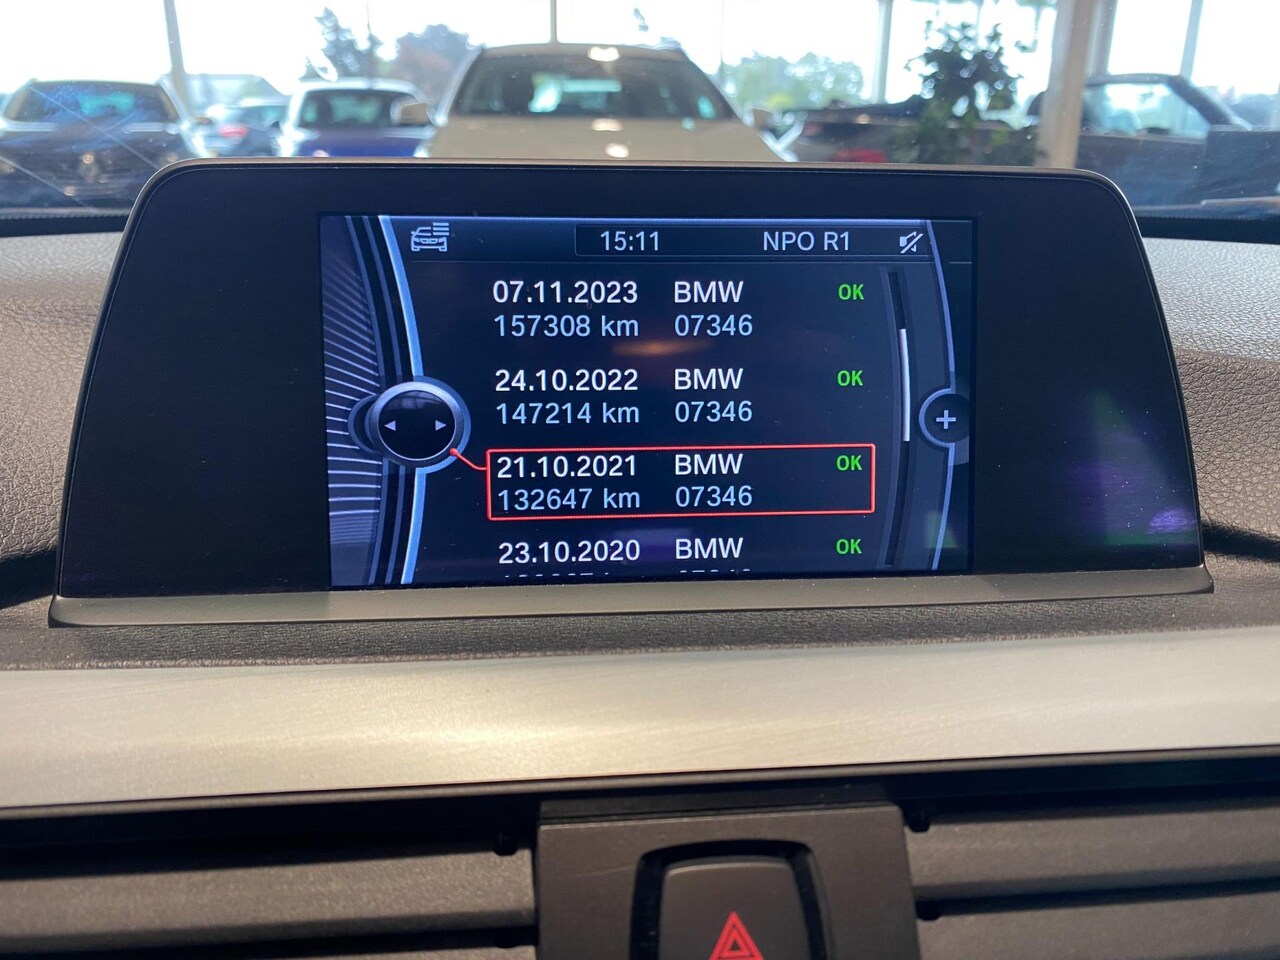 15:11 NPO R1
07.11.2023 BMW OK
157308 km 07346
24.10.2022 BMW OK
147214 km 07346
21.10.2021 BMW OK
132647 km 07346
23.10.2020 BMW OK